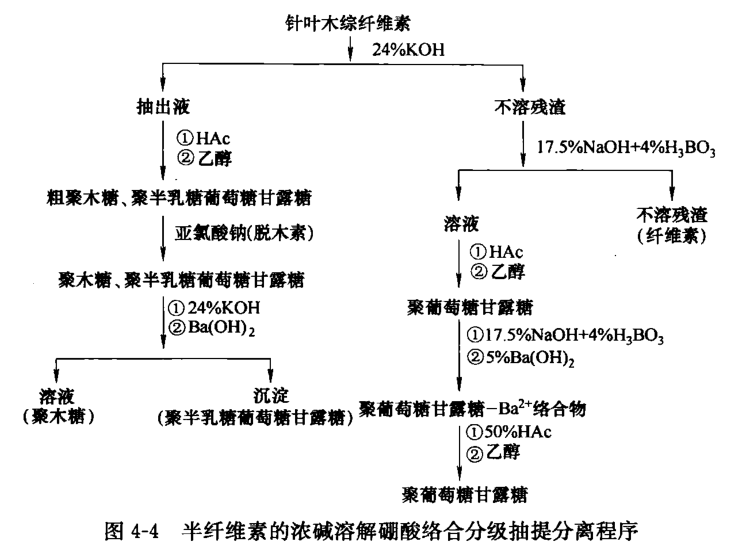 针叶木综纤维素
24%KOH
抽出液
不溶残渣
①HAc
②乙醇
17.5%NaOH+4%H₃BO₃
粗聚木糖、聚半乳糖葡萄糖甘露糖
溶液
不溶残渣
(纤维素)
亚氯酸钠(脱木素)
①HAc
②乙醇
聚木糖、聚半乳糖葡萄糖甘露糖
聚葡萄糖甘露糖
①24%KOH
②Ba(OH)₂
①17.5%NaOH+4%H₃BO₃
②5%Ba(OH)₂
溶液
(聚木糖)
沉淀
(聚半乳糖葡萄糖甘露糖)
聚葡萄糖甘露糖-Ba²⁺络合物
①50%HAc
②乙醇
聚葡萄糖甘露糖
图 4-4 半纤维素的浓碱溶解硼酸络合分级抽提分离程序